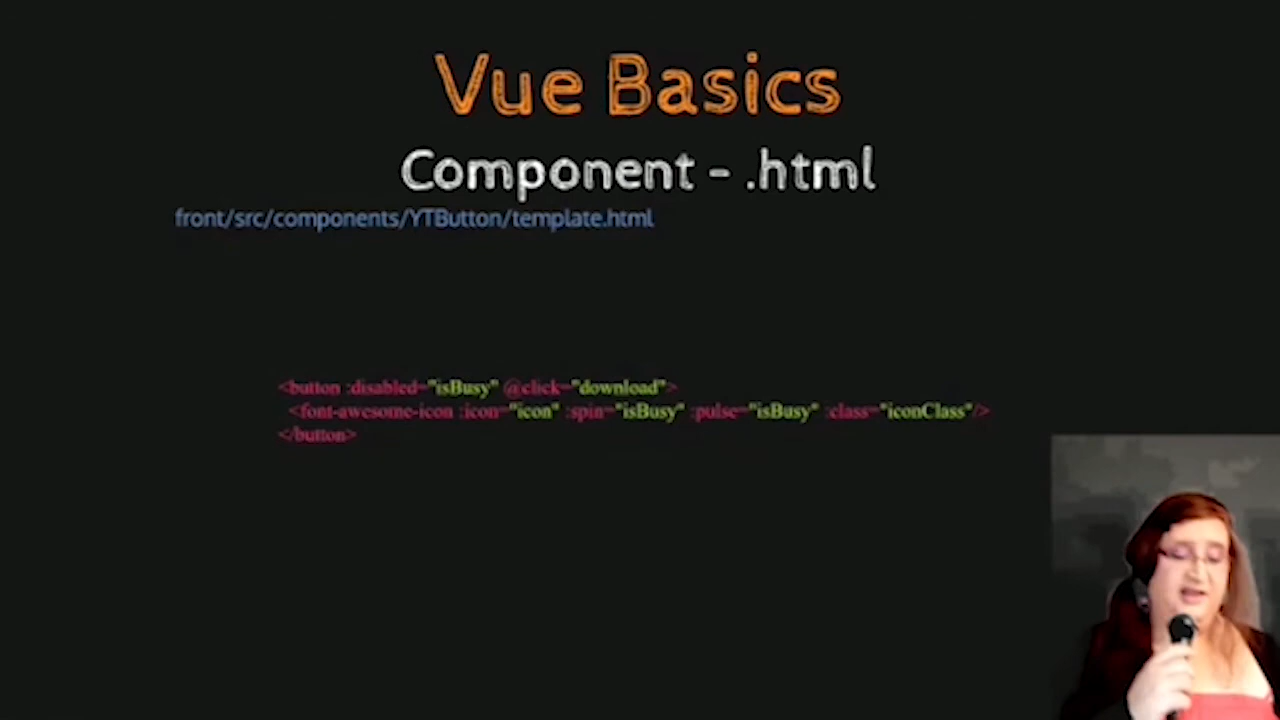 Vue Basics
Component - .html
front/src/components/YTButton/template.html
<button :disabled="isBusy" @click="download">
<font-awesome-icon :icon="icon" :spin="isBusy" :pulse="isBusy" :class="iconClass"/>
</button>